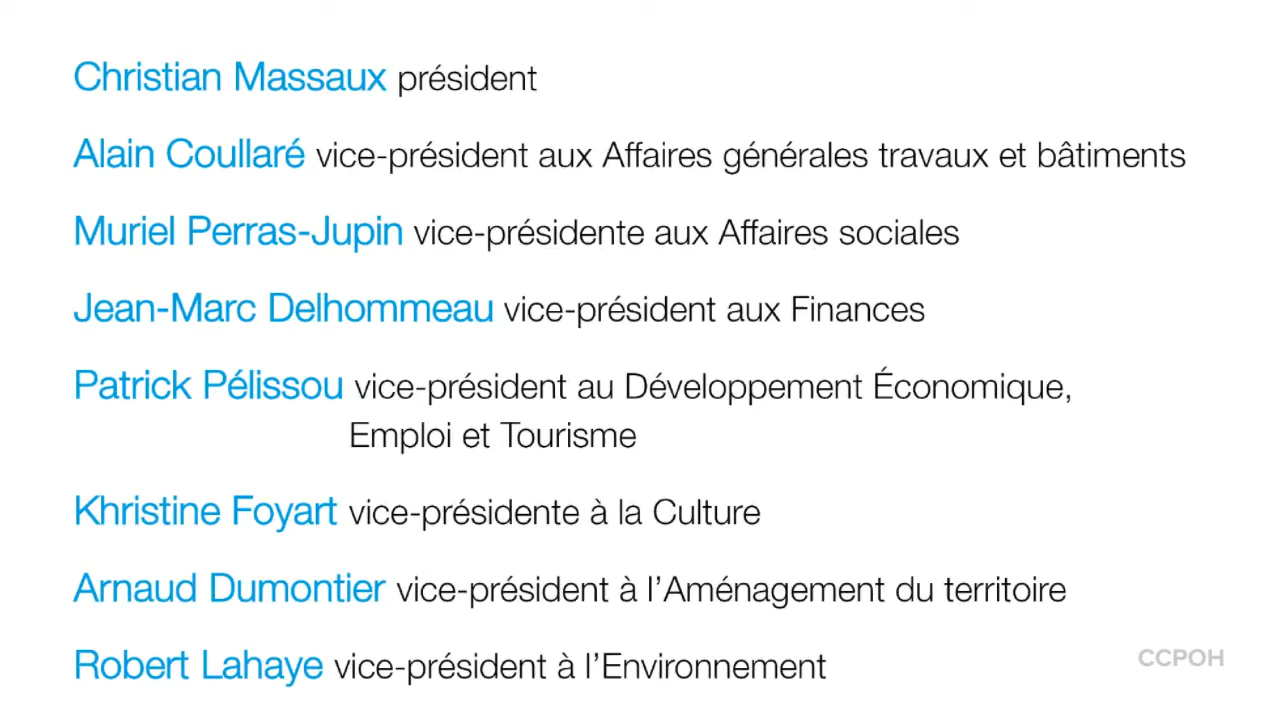 Christian Massaux président
Alain Coullaré vice-président aux Affaires générales travaux et bâtiments
Muriel Perras-Jupin vice-présidente aux Affaires sociales
Jean-Marc Delhommeau vice-président aux Finances
Patrick Pélissou vice-président au Développement Économique,
Emploi et Tourisme
Khristine Foyart vice-présidente à la Culture
Arnaud Dumontier vice-président à l’Aménagement du territoire
Robert Lahaye vice-président à l’Environnement
CCPOH